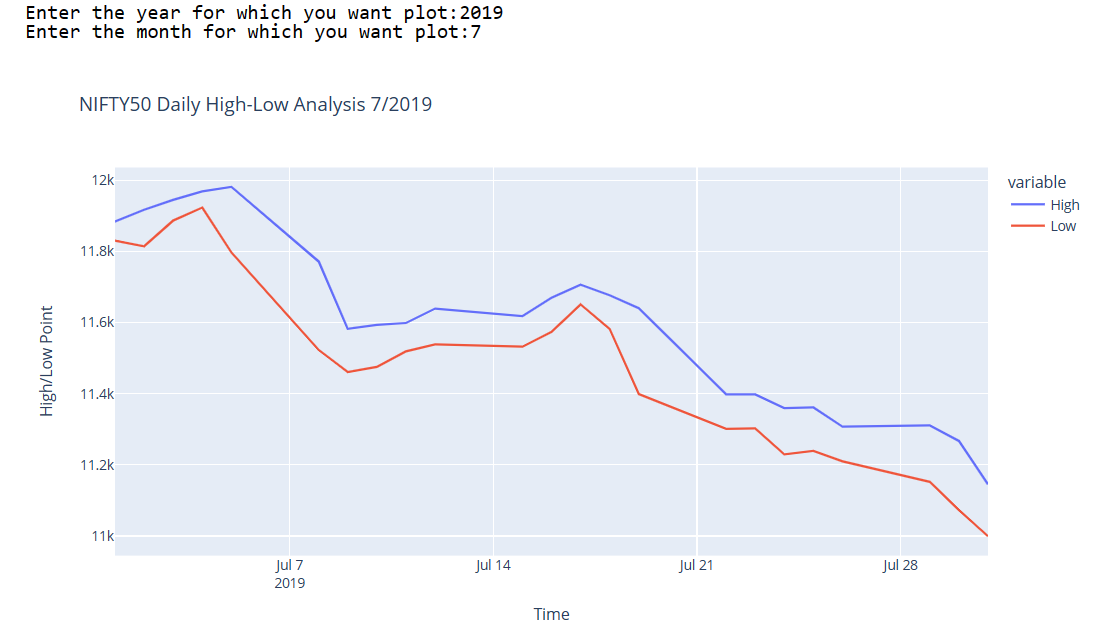 Enter the year for which you want plot:2019
Enter the month for which you want plot:7
NIFTY50 Daily High-Low Analysis 7/2019
12k
11.8k
11.6k
11.4k
11.2k
11k
High/Low Point
variable
High
Low
Jul 7
2019
Jul 14
Jul 21
Jul 28
Time